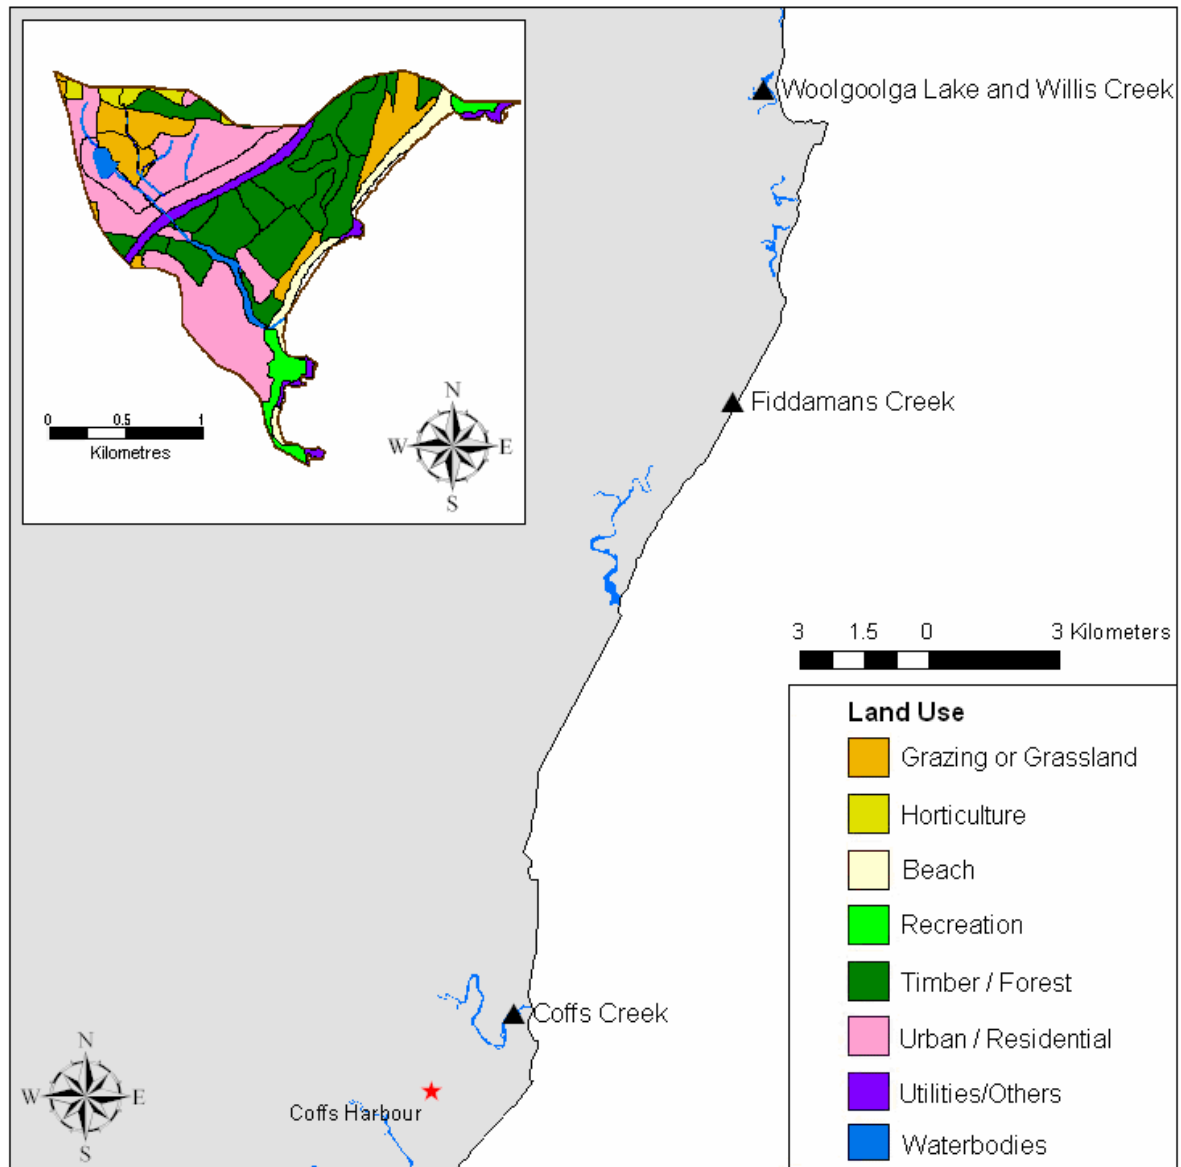 Woolgoolga Lake and Willis Creek
N
W E
S
0 0.5 1
Kilometres
Fiddamans Creek
3 1.5 0 3 Kilometers
Land Use
Grazing or Grassland
Horticulture
Beach
Recreation
Timber / Forest
Urban / Residential
Utilities/Others
Waterbodies
Coffs Creek
N
W E
S
Coffs Harbour